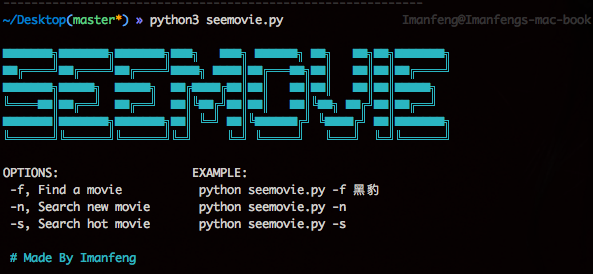 ~/Desktop(master*) » python3 seemovie.py Imanfeng@Imanfengs-mac-book
SEEMOVIE
OPTIONS: EXAMPLE:
-f, Find a movie python seemovie.py -f 黑豹
-n, Search new movie python seemovie.py -n
-s, Search hot movie python seemovie.py -s
# Made By Imanfeng